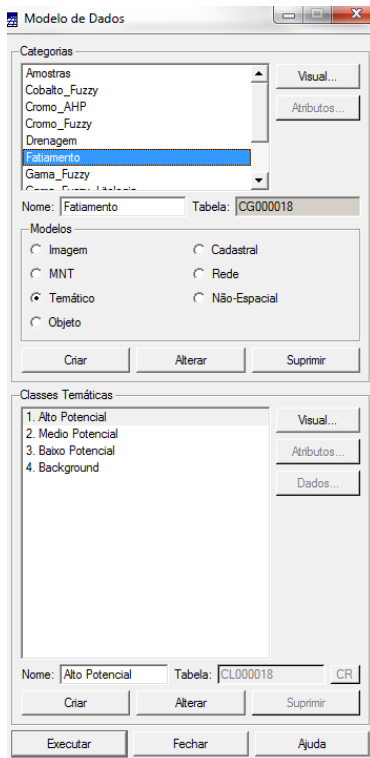 Modelo de Dados
Categorias
Amostras
Cobalto_Fuzzy
Cromo_AHP
Cromo_Fuzzy
Drenagem
Fatiamento
Gama_Fuzzy
Visual...
Atributos...
Nome: Fatiamento Tabela: CG000018
Modelos
Imagem Cadastral
MNT Rede
Temático Não-Espacial
Objeto
Criar Alterar Suprimir
Classes Temáticas
1. Alto Potencial
2. Medio Potencial
3. Baixo Potencial
4. Background
Visual...
Atributos...
Dados...
Nome: Alto Potencial Tabela: CL000018 CR
Criar Alterar Suprimir
Executar Fechar Ajuda